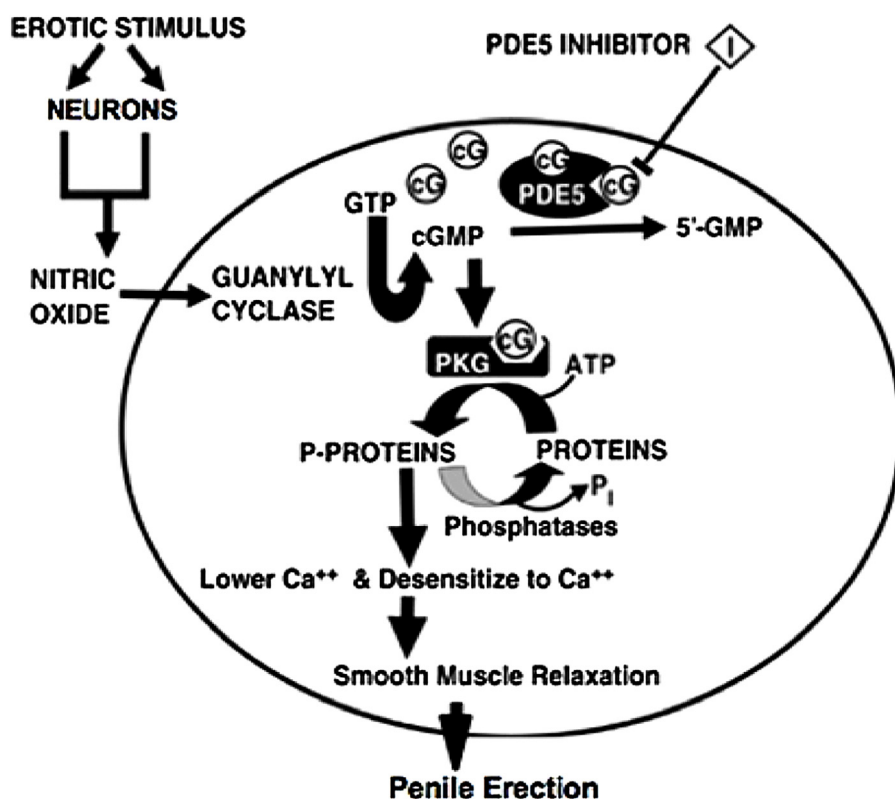 EROTIC STIMULUS
PDE5 INHIBITOR I
NEURONS
cG
cG
cG
PDE5 cG
GTP
cGMP
5'-GMP
NITRIC
OXIDE
GUANYLYL
CYCLASE
cG
PKG
ATP
P-PROTEINS
PROTEINS
PI
Phosphatases
Lower Ca++ & Desensitize to Ca++
Smooth Muscle Relaxation
Penile Erection